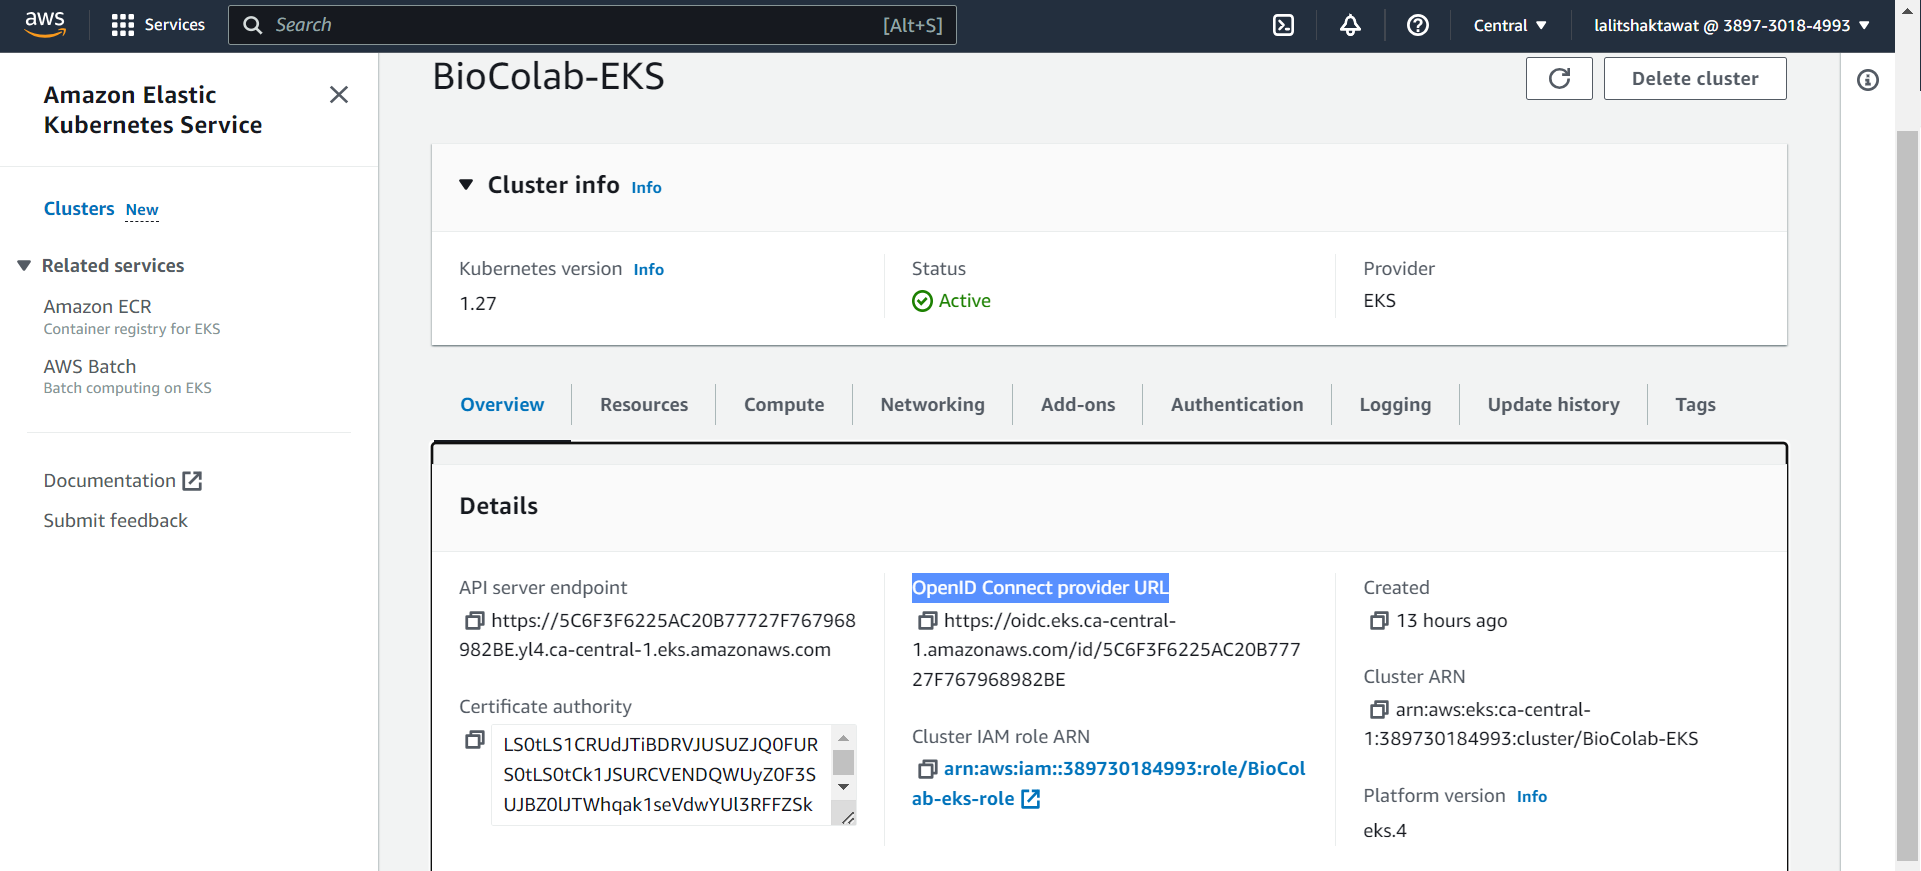 aws
Services
Search
[Alt+S]
Central
lalitshaktawat @ 3897-3018-4993
Amazon Elastic
Kubernetes Service
Clusters New
Related services
Amazon ECR
Container registry for EKS
AWS Batch
Batch computing on EKS
Documentation
Submit feedback
BioColab-EKS
Delete cluster
Cluster info Info
Kubernetes version Info
1.27
Status
Active
Provider
EKS
Overview
Resources
Compute
Networking
Add-ons
Authentication
Logging
Update history
Tags
Details
API server endpoint
https://5C6F3F6225AC20B77727F767968
982BE.yl4.ca-central-1.eks.amazonaws.com
Certificate authority
LS0tLS1CRUdJTiBDRVJUSUZJQ0FUR
S0tLS0tCk1JSURCVENDQWUyZ0F3S
UJBZ0lJTWhqak1seVdwYUl3RFFZSk
OpenID Connect provider URL
https://oidc.eks.ca-central-
1.amazonaws.com/id/5C6F3F6225AC20B777
27F767968982BE
Cluster IAM role ARN
arn:aws:iam::389730184993:role/BioCol
ab-eks-role
Created
13 hours ago
Cluster ARN
arn:aws:eks:ca-central-
1:389730184993:cluster/BioColab-EKS
Platform version Info
eks.4